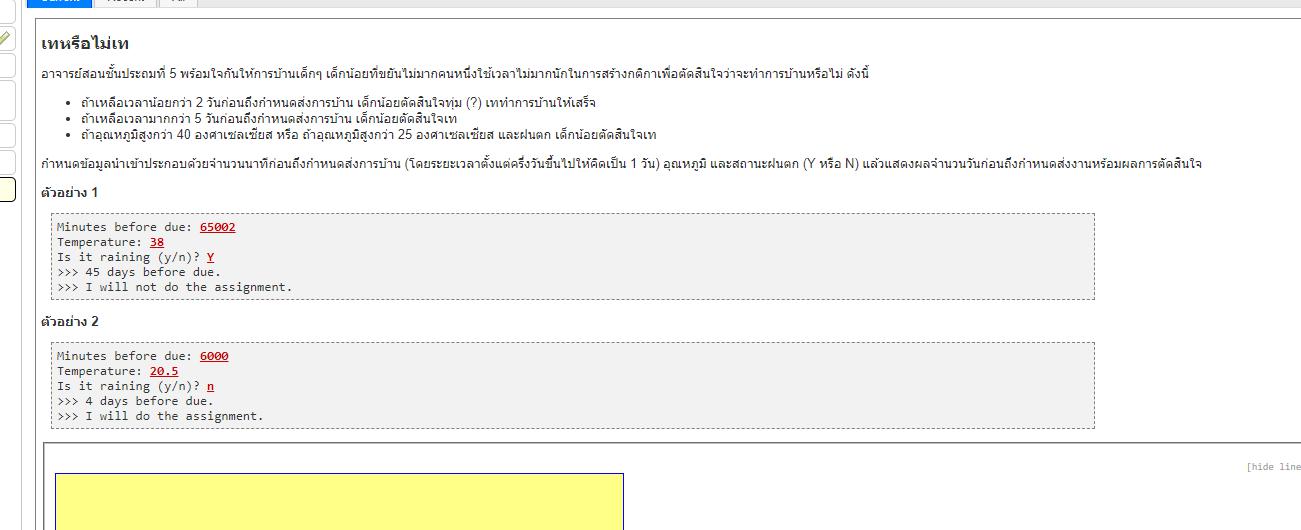 เทหรือไม่เท
อาจารย์สอนชั้นประถมที่ 5 พร้อมใจกันให้การบ้านเด็กๆ เด็กน้อยที่ขยันไม่มากคนหนึ่งใช้เวลาไม่มากนักในการสร้างกติกาเพื่อตัดสินใจว่าจะทำการบ้านหรือไม่ ดังนี้
ถ้าเหลือเวลาน้อยกว่า 2 วันก่อนถึงกำหนดส่งการบ้าน เด็กน้อยตัดสินใจทุ่ม (?) เททำการบ้านให้เสร็จ
ถ้าเหลือเวลามากกว่า 5 วันก่อนถึงกำหนดส่งการบ้าน เด็กน้อยตัดสินใจเท
ถ้าอุณหภูมิสูงกว่า 40 องศาเซลเซียส หรือ ถ้าอุณหภูมิสูงกว่า 25 องศาเซลเซียส และฝนตก เด็กน้อยตัดสินใจเท
กำหนดข้อมูลนำเข้าประกอบด้วยจำนวนนาทีก่อนถึงกำหนดส่งการบ้าน (โดยระยะเวลาตั้งแต่ครึ่งวันขึ้นไปให้คิดเป็น 1 วัน) อุณหภูมิ และสถานะฝนตก (Y หรือ N) แล้วแสดงผลจำนวนวันก่อนถึงกำหนดส่งงานพร้อมผลการตัดสินใจ
ตัวอย่าง 1
Minutes before due: 65002
Temperature: 38
Is it raining (y/n)? Y
>>> 45 days before due.
>>> I will not do the assignment.
ตัวอย่าง 2
Minutes before due: 6000
Temperature: 20.5
Is it raining (y/n)? n
>>> 4 days before due.
>>> I will do the assignment.
[hide line